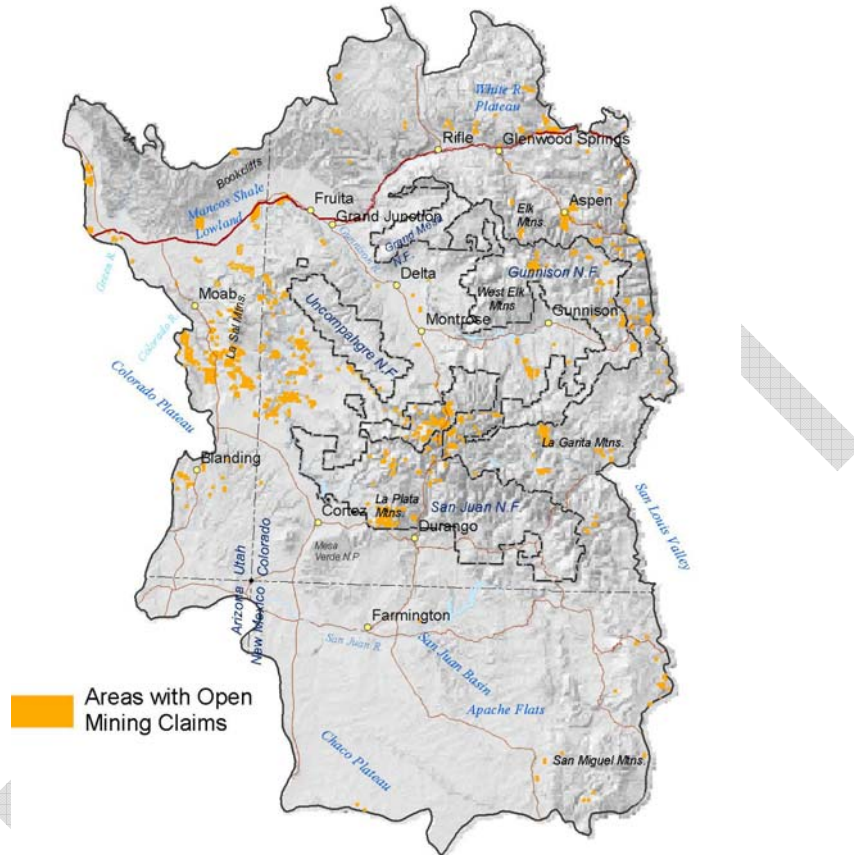 White R.
Plateau
Rifle
Glenwood Springs
Bookcliffs
Mancos Shale
Lowland
Fruita
Grand Junction
Elk
Mtns.
Aspen
Gunnison
Grand Mesa
N.F.
Green R.
Delta
Gunnison N.F.
West Elk
Mtns
Moab
La Sal Mtns.
Uncompahgre N.F.
Montrose
Gunnison
Colorado R.
Colorado Plateau
La Garita Mtns.
Blanding
La Plata
Mtns.
San Juan N.F.
Cortez
Durango
San Louis Valley
Mesa
Verde N.P.
Utah
Colorado
Arizona
New Mexico
Farmington
San Juan R.
San Juan Basin
Apache Flats
Areas with Open
Mining Claims
Chaco Plateau
San Miguel Mtns.